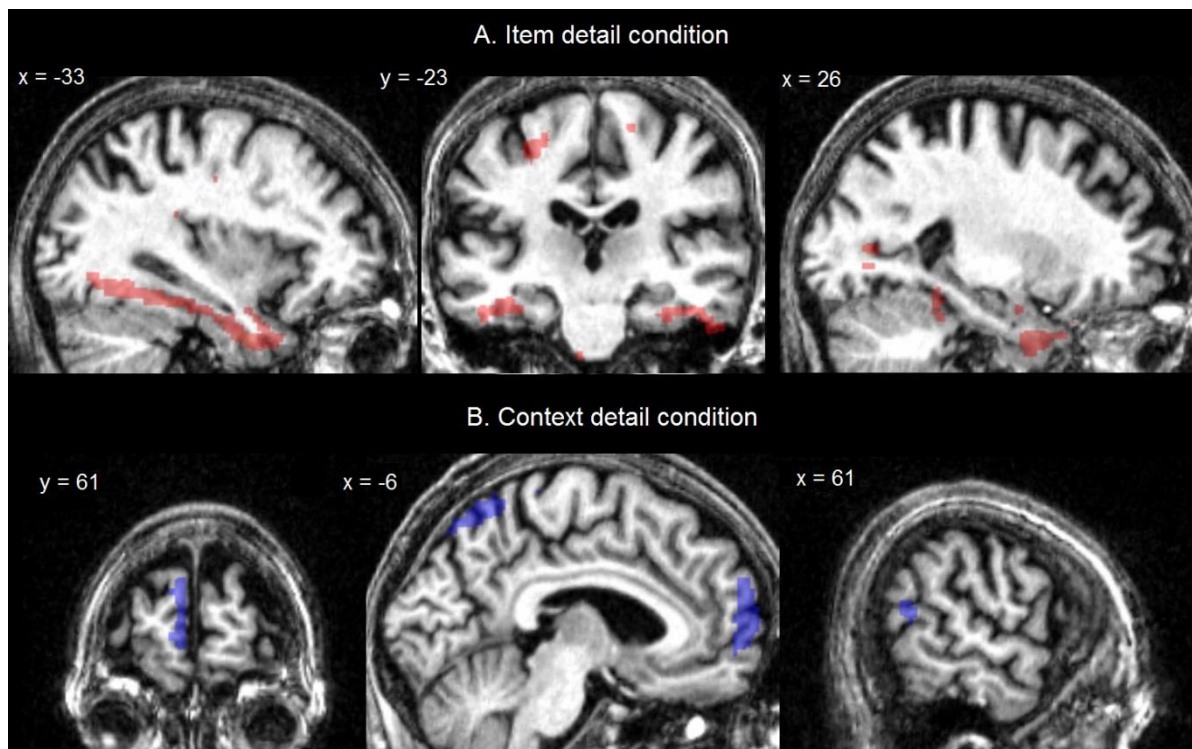 A. Item detail condition
x = -33
y = -23
x = 26
B. Context detail condition
y = 61
x = -6
x = 61